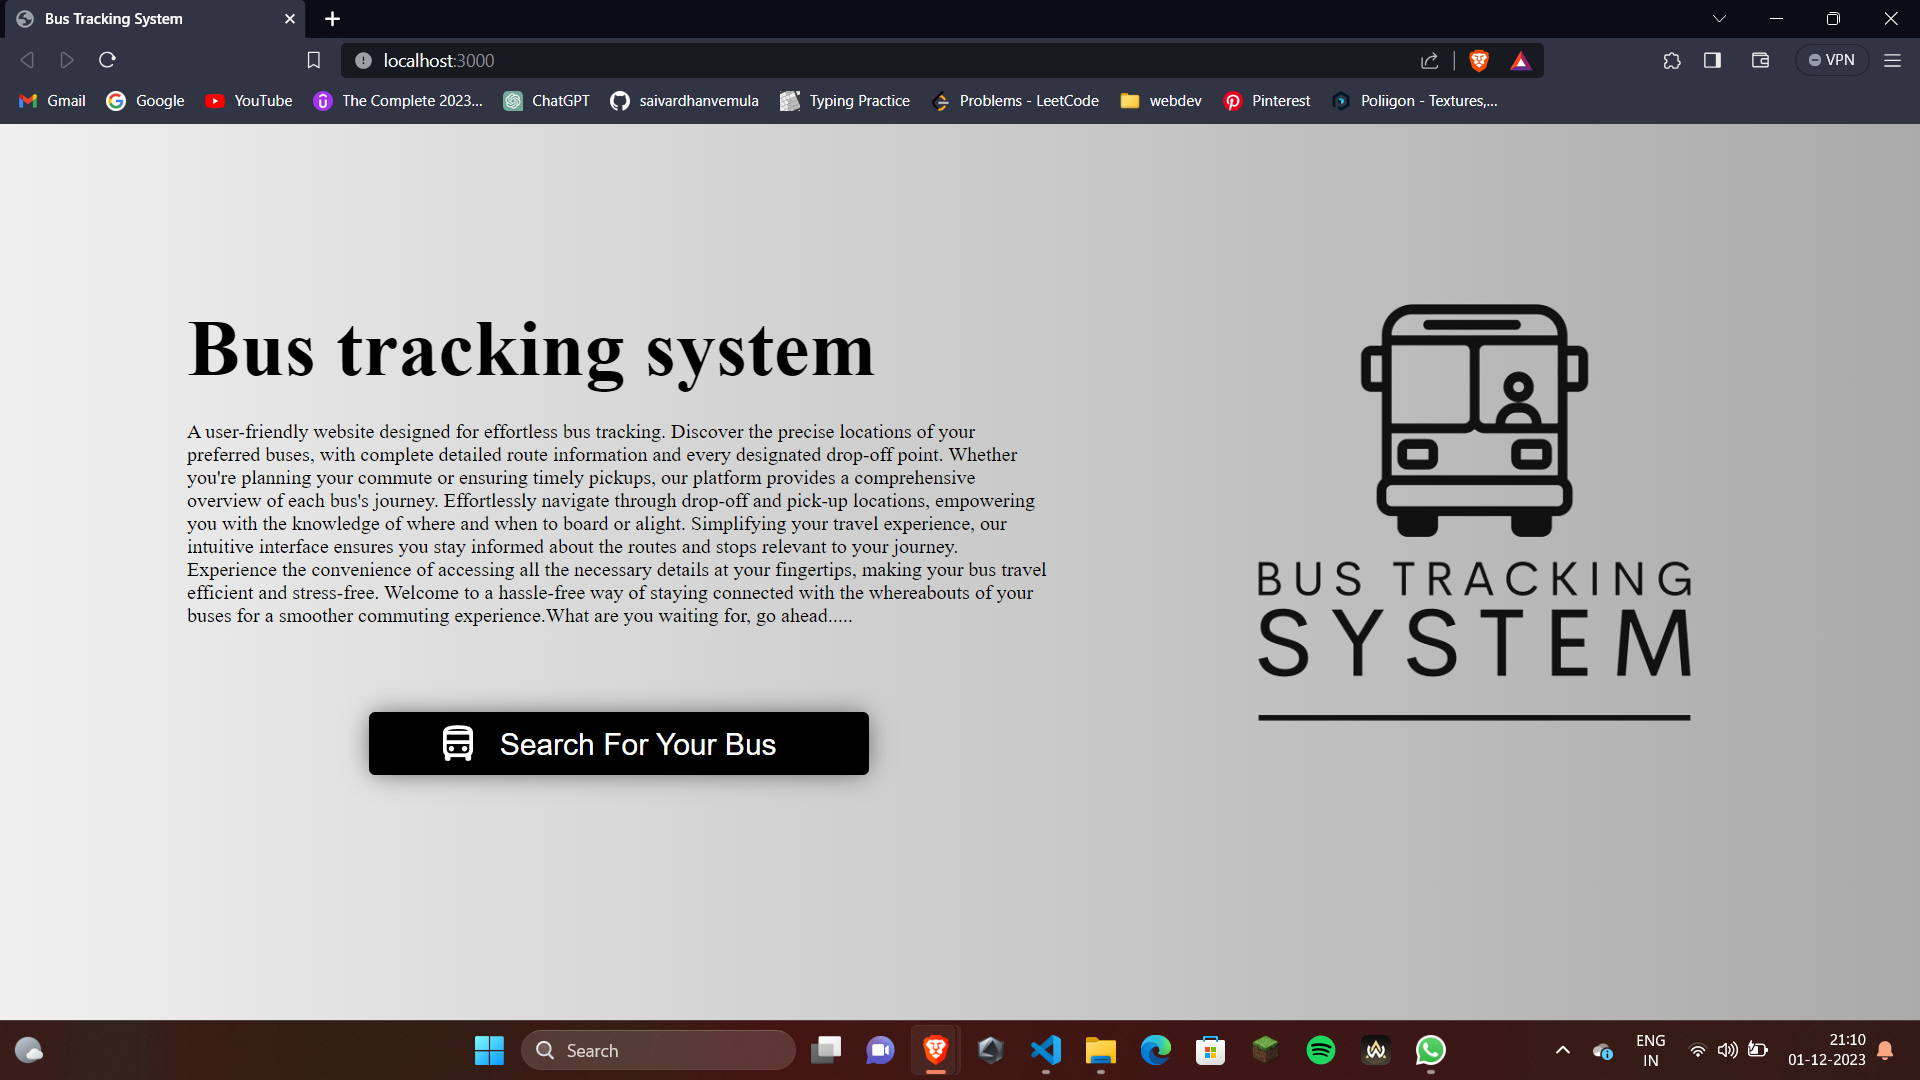 Bus Tracking System
localhost:3000
VPN
Gmail
Google
YouTube
The Complete 2023...
ChatGPT
saivardhanvemula
Typing Practice
Problems - LeetCode
webdev
Pinterest
Poliigon - Textures,...
Bus tracking system
A user-friendly website designed for effortless bus tracking. Discover the precise locations of your
preferred buses, with complete detailed route information and every designated drop-off point. Whether
you're planning your commute or ensuring timely pickups, our platform provides a comprehensive
overview of each bus's journey. Effortlessly navigate through drop-off and pick-up locations, empowering
you with the knowledge of where and when to board or alight. Simplifying your travel experience, our
intuitive interface ensures you stay informed about the routes and stops relevant to your journey.
Experience the convenience of accessing all the necessary details at your fingertips, making your bus travel
efficient and stress-free. Welcome to a hassle-free way of staying connected with the whereabouts of your
buses for a smoother commuting experience.What are you waiting for, go ahead.....
Search For Your Bus
BUS TRACKING
SYSTEM
Search
ENG
IN
21:10
01-12-2023